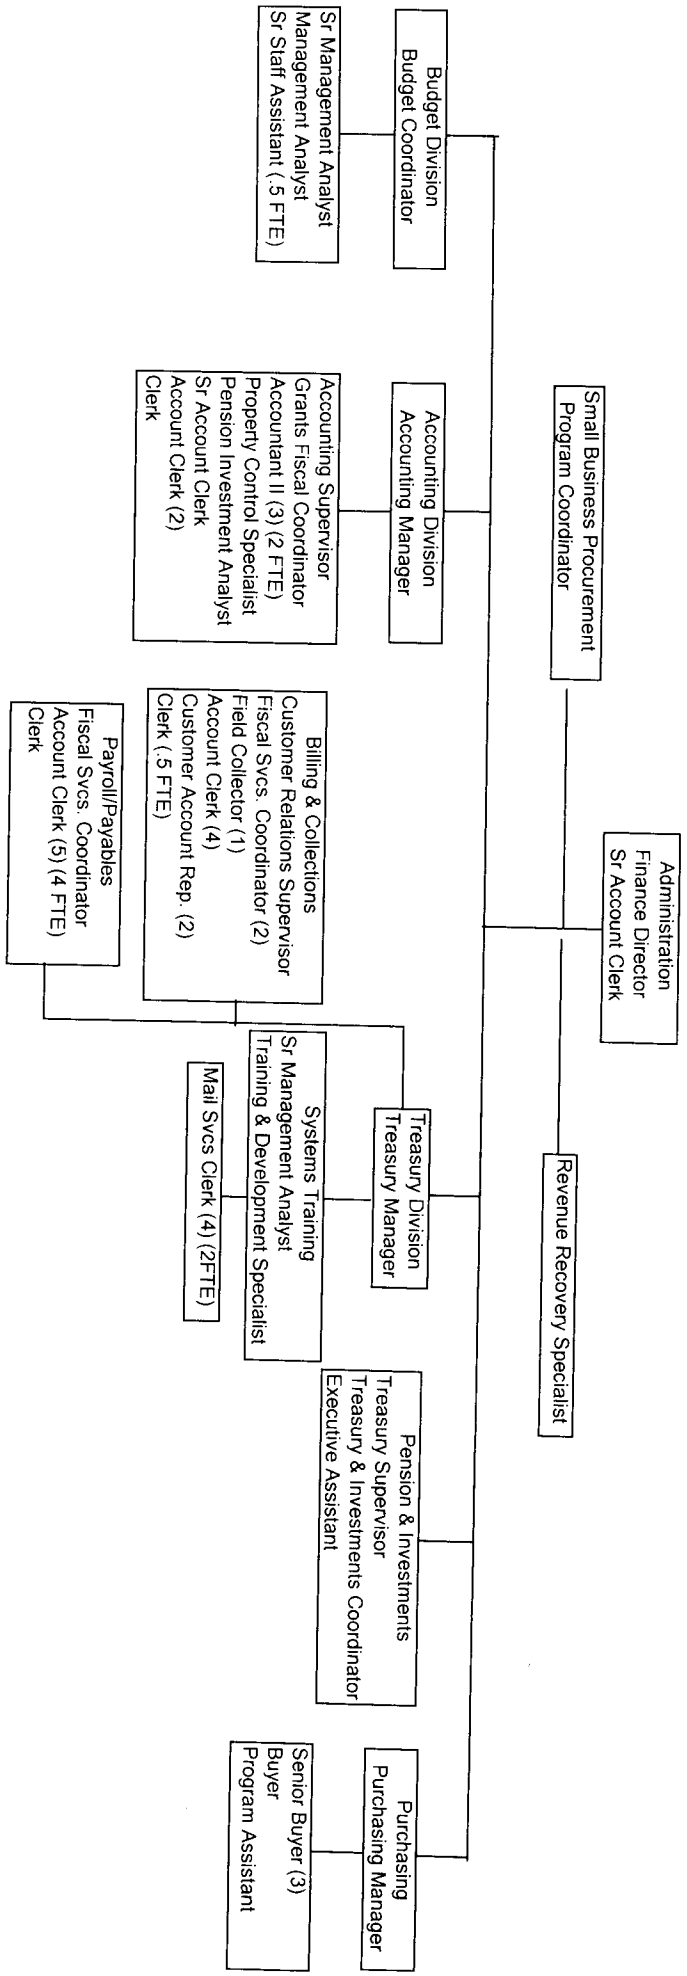 Administration
Finance Director
Sr Account Clerk
Small Business Procurement
Program Coordinator
Revenue Recovery Specialist
Budget Division
Budget Coordinator
Sr Management Analyst
Management Analyst
Sr Staff Assistant (.5 FTE)
Accounting Division
Accounting Manager
Accounting Supervisor
Grants Fiscal Coordinator
Accountant II (3) (2 FTE)
Property Control Specialist
Pension Investment Analyst
Sr Account Clerk
Account Clerk (2)
Clerk
Treasury Division
Treasury Manager
Billing & Collections
Customer Relations Supervisor
Fiscal Svcs. Coordinator (2)
Field Collector (1)
Account Clerk (4)
Customer Account Rep. (2)
Clerk (.5 FTE)
Payroll/Payables
Fiscal Svcs. Coordinator
Account Clerk (5) (4 FTE)
Clerk
Systems Training
Sr Management Analyst
Training & Development Specialist
Mail Svcs Clerk (4) (2FTE)
Pension & Investments
Treasury Supervisor
Treasury & Investments Coordinator
Executive Assistant
Purchasing
Purchasing Manager
Senior Buyer (3)
Buyer
Program Assistant